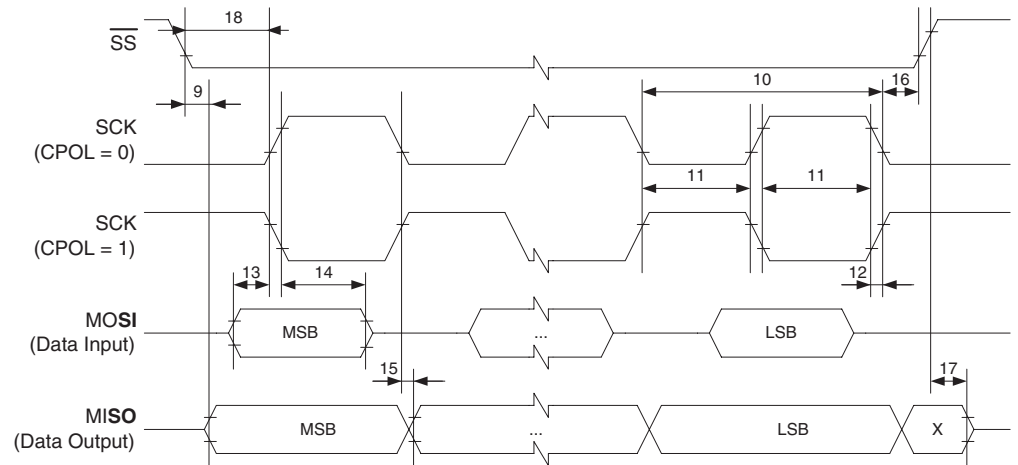 18
SS
9
10
16
SCK
(CPOL = 0)
11
11
SCK
(CPOL = 1)
13
14
12
MOSI
(Data Input)
MSB
...
LSB
15
17
MISO
(Data Output)
MSB
...
LSB
X